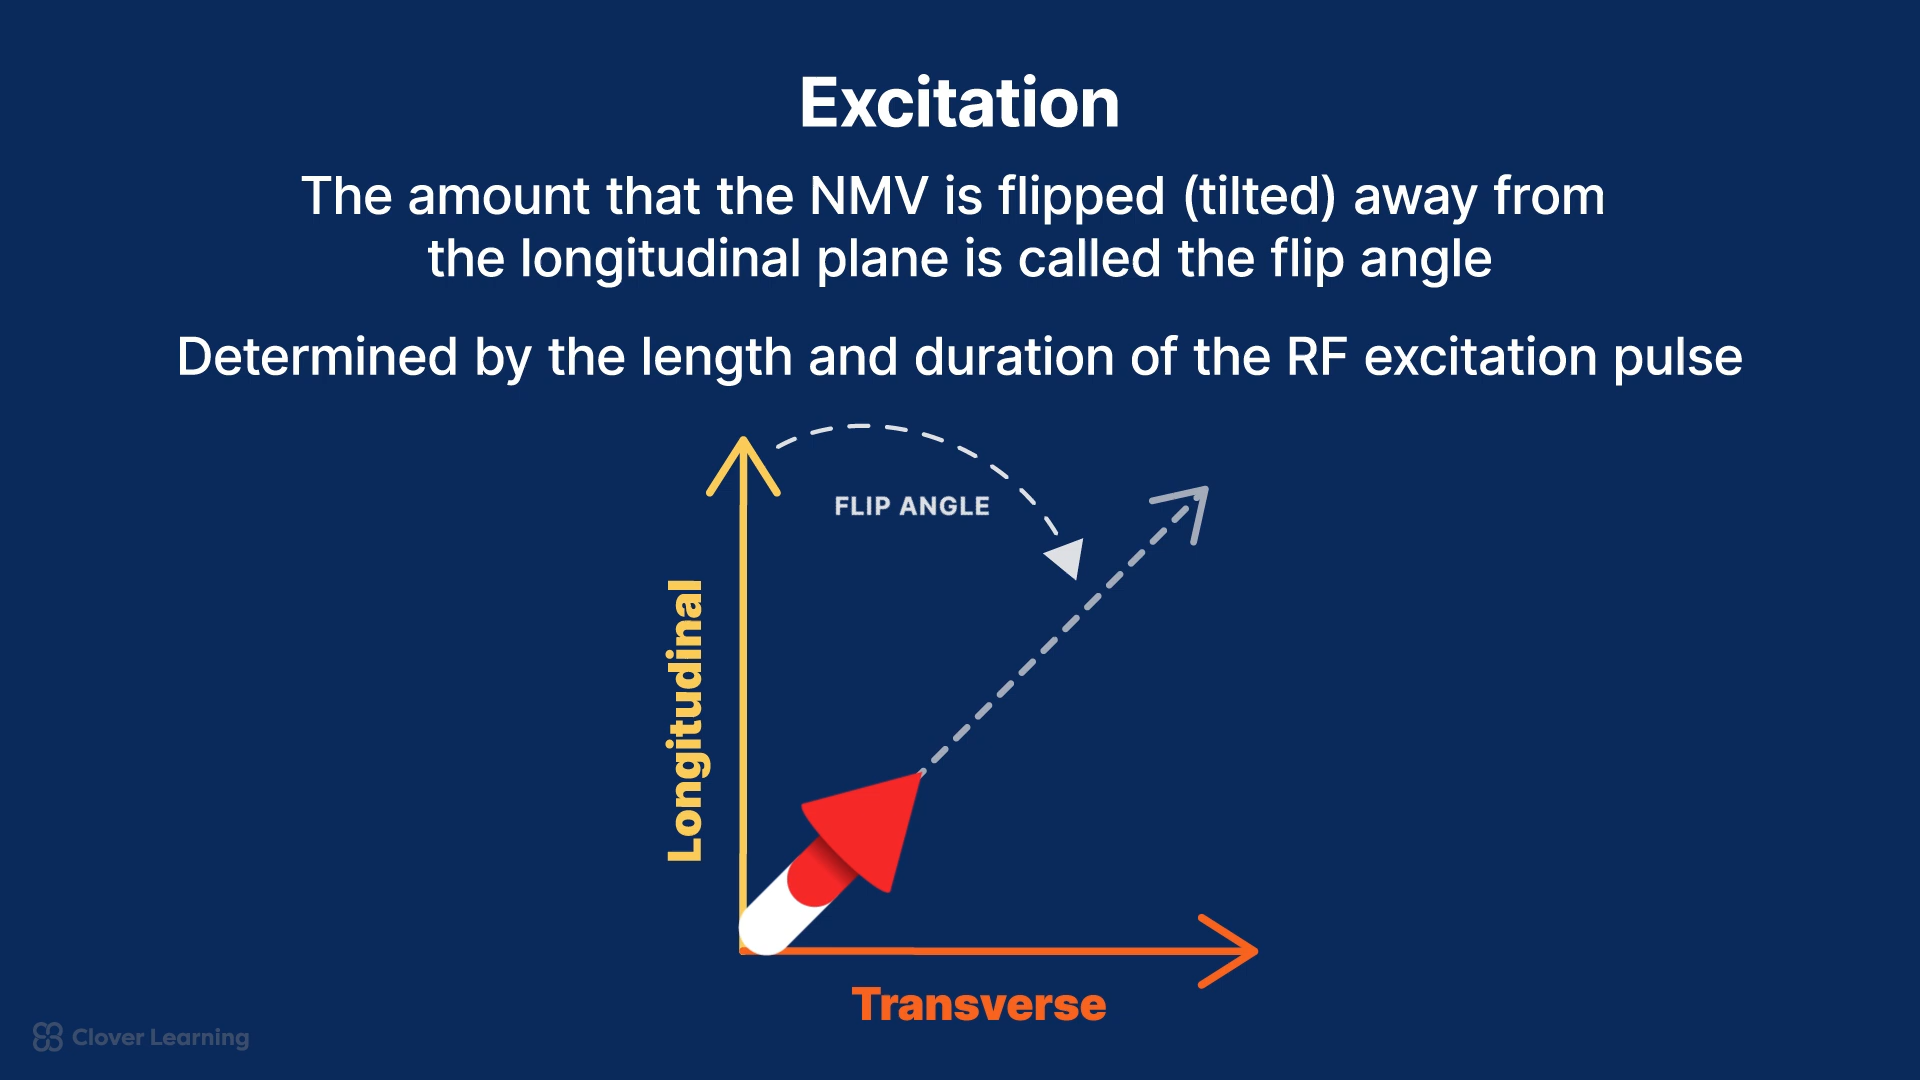 Excitation
The amount that the NMV is flipped (tilted) away from
the longitudinal plane is called the flip angle
Determined by the length and duration of the RF excitation pulse
FLIP ANGLE
Longitudinal
Transverse
Clover Learning